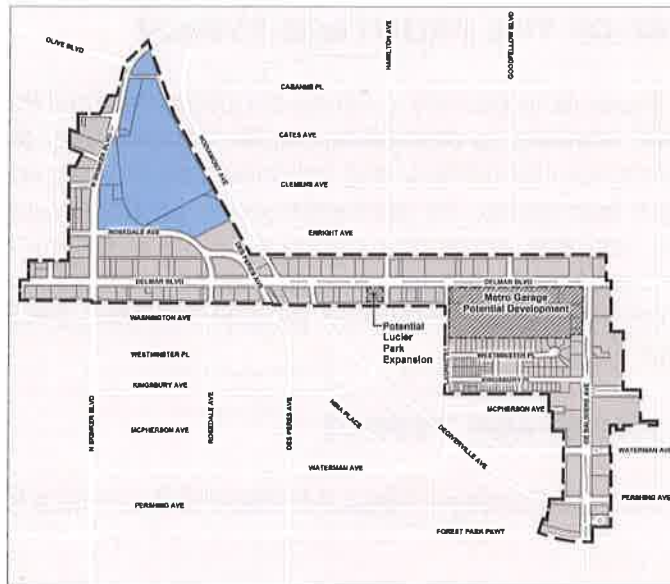 OLIVE BLVD
HAMILTON AVE
GOODFELLOW BLVD
CABANNE PL
CATES AVE
HODIAMONT AVE
CLEMENS AVE
ROSEDALE AVE
ENRIGHT AVE
DES PERES AVE
DELMAR BLVD
DELMAR BLVD
Metro Garage
Potential Development
WASHINGTON AVE
Potential
Lucier
Park
Expansion
WESTMINSTER PL
WESTMINSTER PL
KINGSBURY AVE
KINGSBURY PL
N SKINKER BLVD
ROSEDALE AVE
DES PERES AVE
NINA PLACE
MCPHERSON AVE
DE BALIVIERE AVE
MCPHERSON AVE
DEGIVERVILLE AVE
WATERMAN AVE
WATERMAN AVE
PERSHING AVE
PERSHING AVE
FOREST PARK PKWY